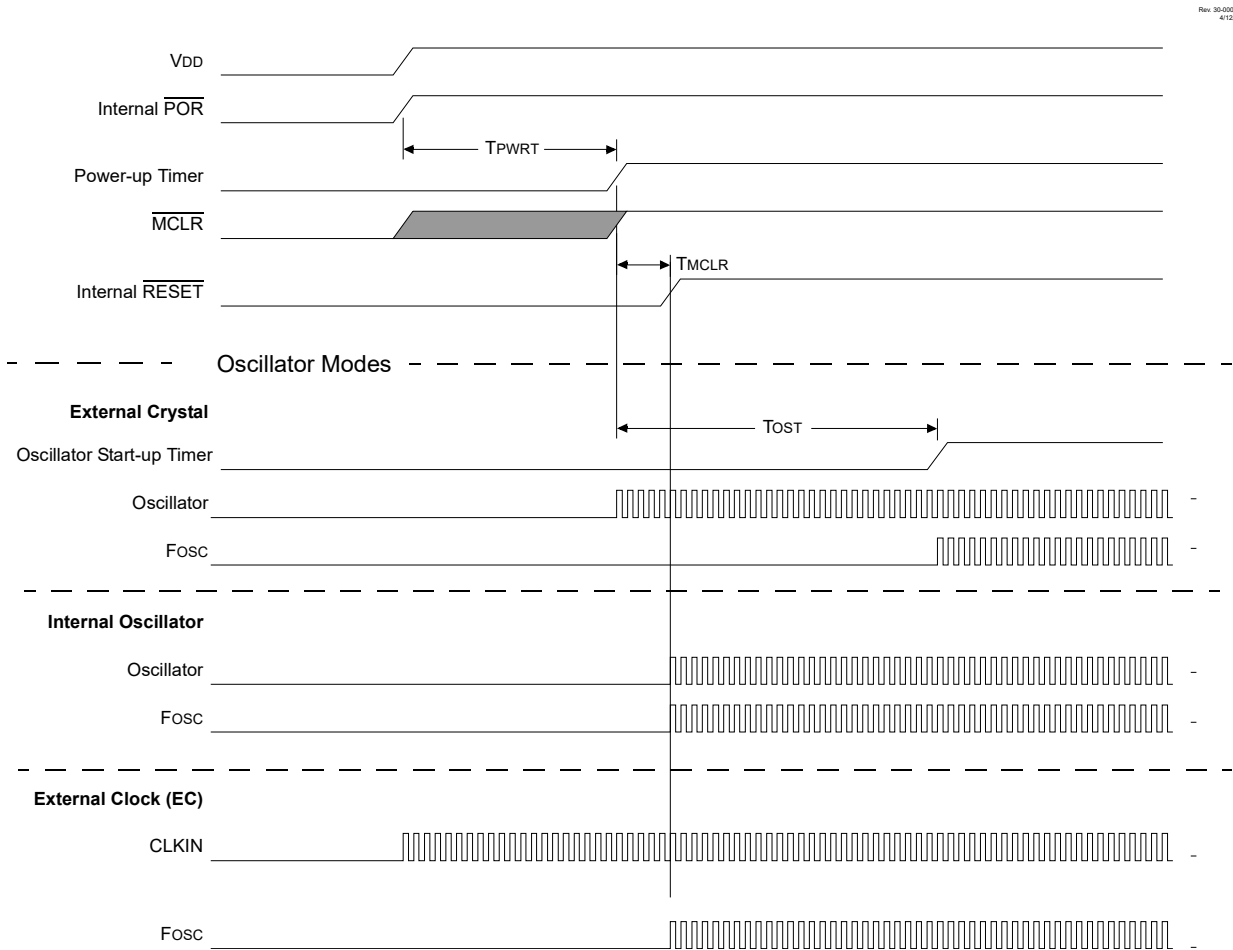 Rev. 30-000
4/12
VDD
Internal POR
TPWRT
Power-up Timer
MCLR
TMCLR
Internal RESET
Oscillator Modes
External Crystal
TOST
Oscillator Start-up Timer
Oscillator
FOSC
Internal Oscillator
Oscillator
FOSC
External Clock (EC)
CLKIN
FOSC